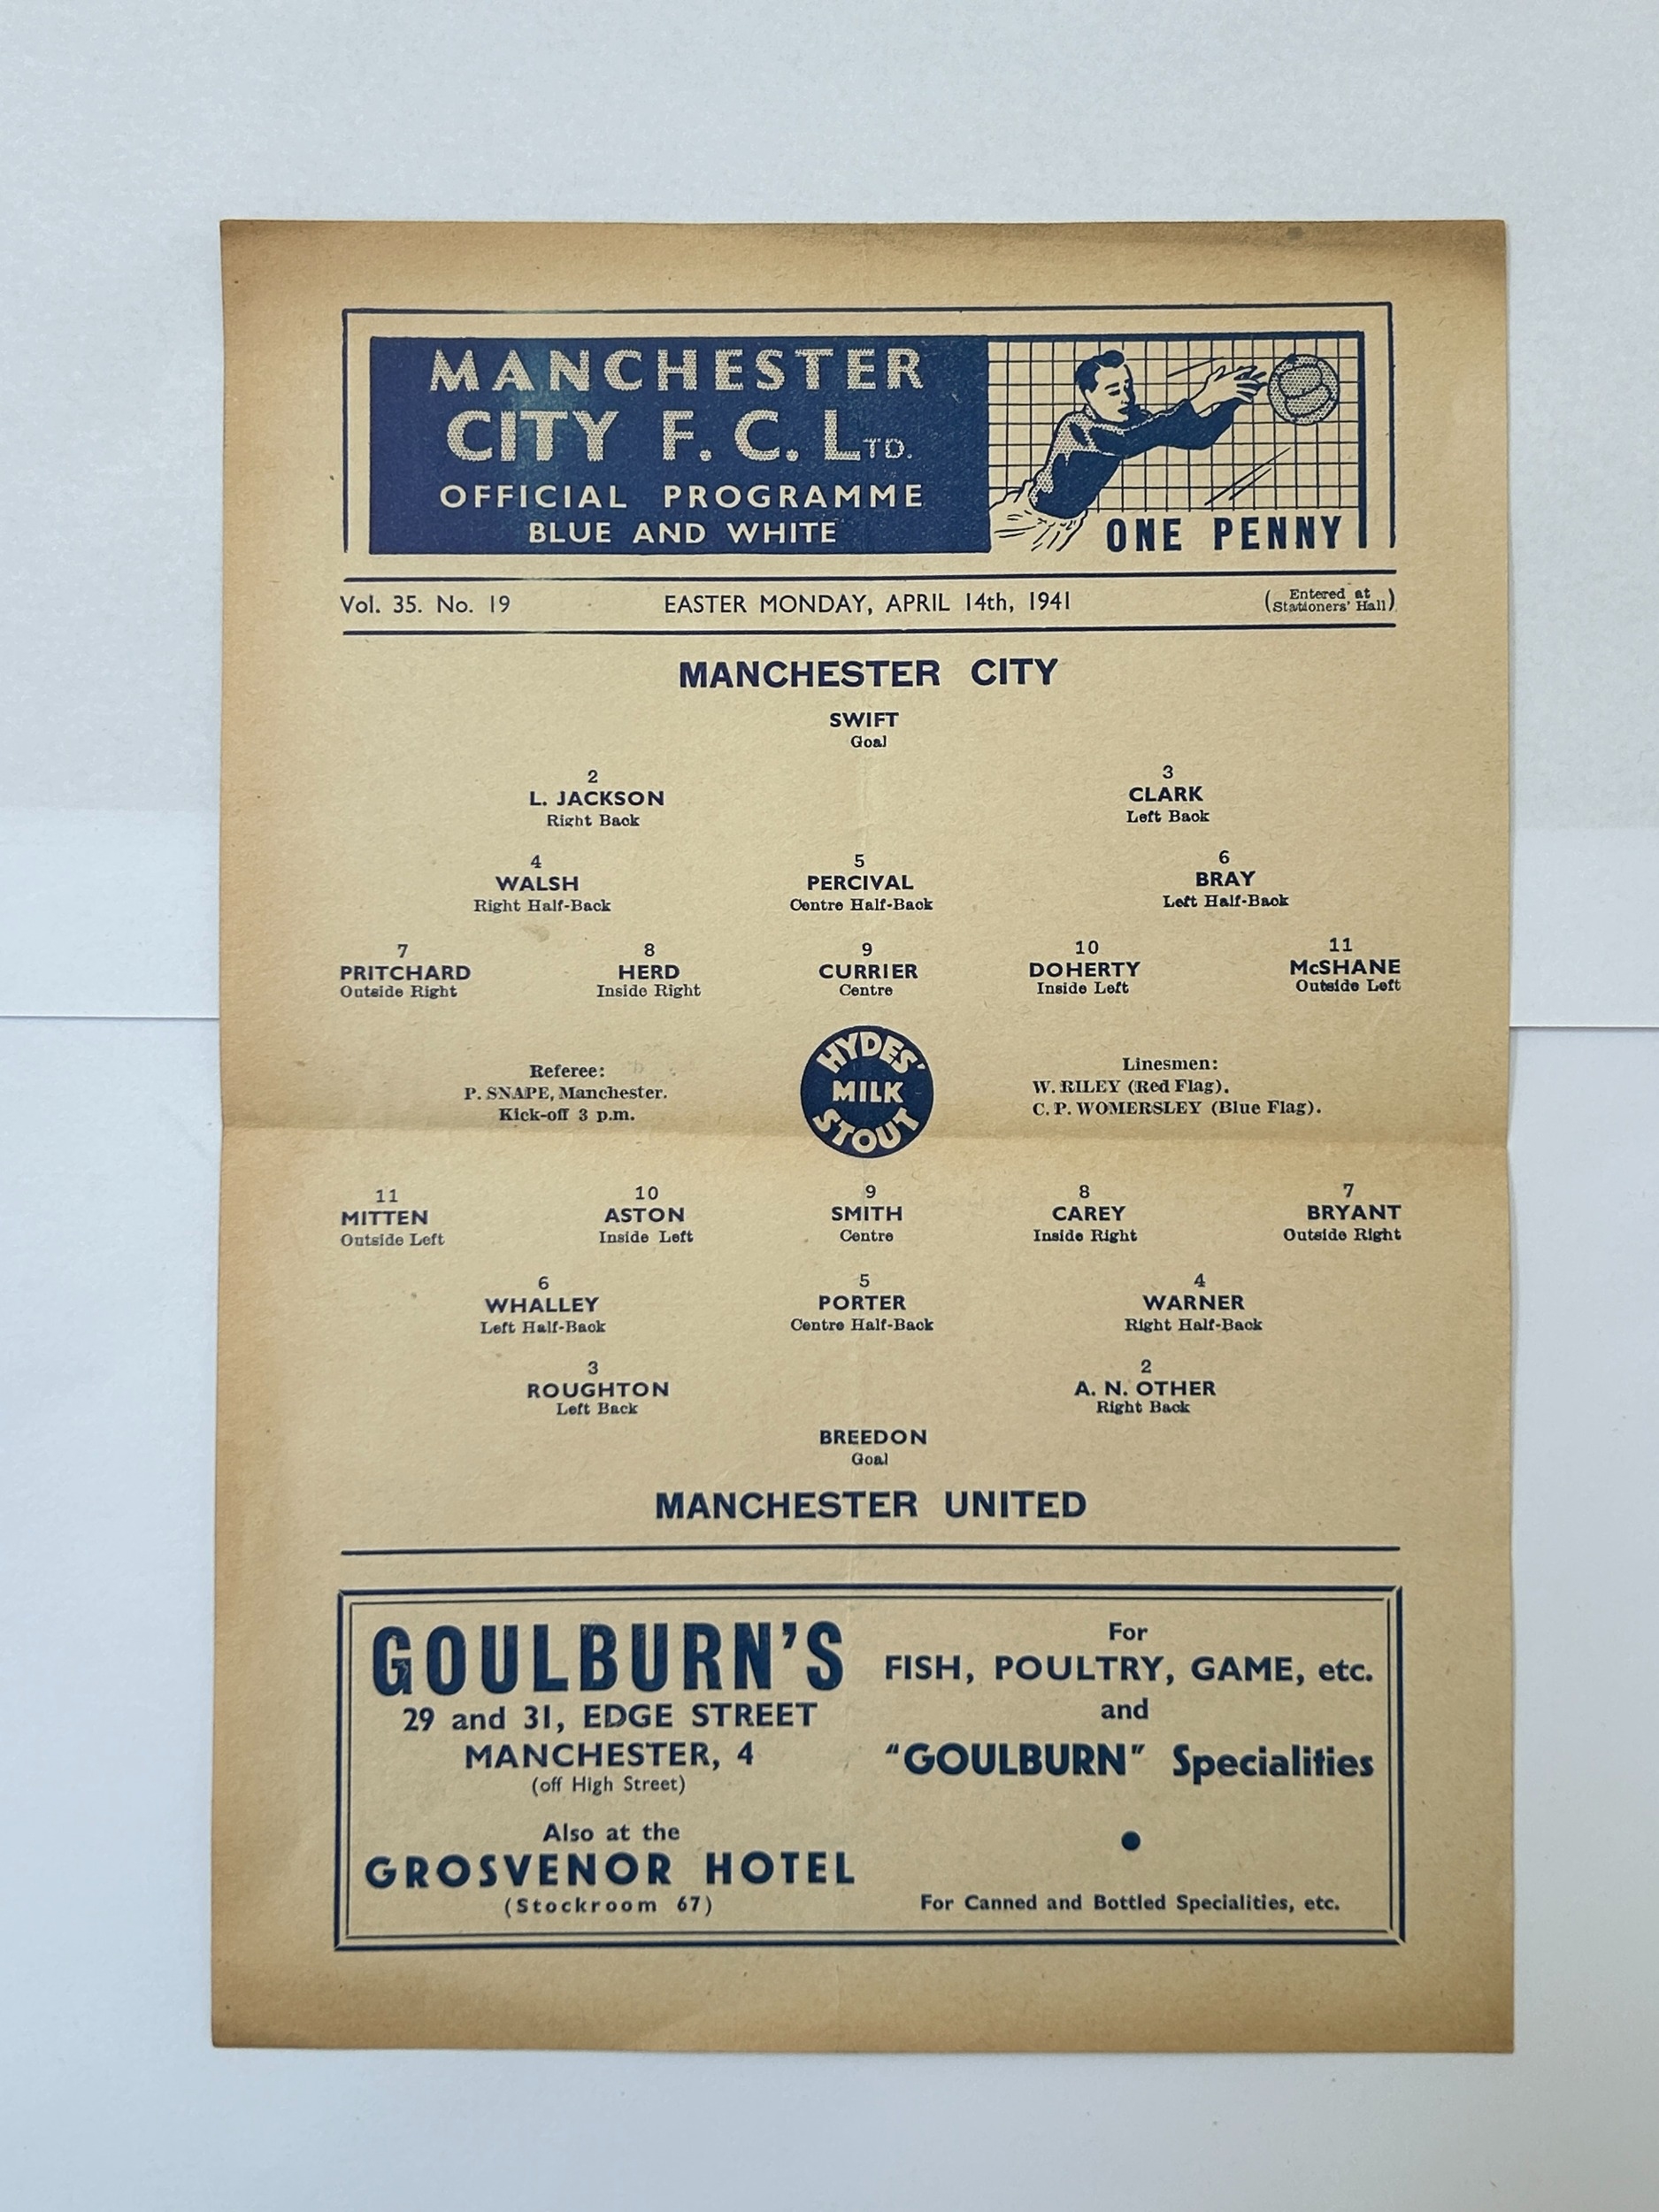 MANCHESTER
CITY F. C. LTD.
OFFICIAL PROGRAMME
BLUE AND WHITE
ONE PENNY
Vol. 35. No. 19
EASTER MONDAY, APRIL 14th, 1941
(Entered at
Stationers' Hall)
MANCHESTER CITY
SWIFT
Goal
2
L. JACKSON
Right Back
3
CLARK
Left Back
4
WALSH
Right Half-Back
5
PERCIVAL
Centre Half-Back
6
BRAY
Left Half-Back
7
PRITCHARD
Outside Right
8
HERD
Inside Right
9
CURRIER
Centre
10
DOHERTY
Inside Left
11
McSHANE
Outside Left
Referee:
P. SNAPE, Manchester.
Kick-off 3 p.m.
HYDES'
MILK
STOUT
Linesmen:
W. RILEY (Red Flag).
C. P. WOMERSLEY (Blue Flag).
11
MITTEN
Outside Left
10
ASTON
Inside Left
9
SMITH
Centre
8
CAREY
Inside Right
7
BRYANT
Outside Right
6
WHALLEY
Left Half-Back
5
PORTER
Centre Half-Back
4
WARNER
Right Half-Back
3
ROUGHTON
Left Back
2
A. N. OTHER
Right Back
BREEDON
Goal
MANCHESTER UNITED
GOULBURN'S
29 and 31, EDGE STREET
MANCHESTER, 4
(off High Street)
Also at the
GROSVENOR HOTEL
(Stockroom 67)
For
FISH, POULTRY, GAME, etc.
and
"GOULBURN" Specialities
For Canned and Bottled Specialities, etc.